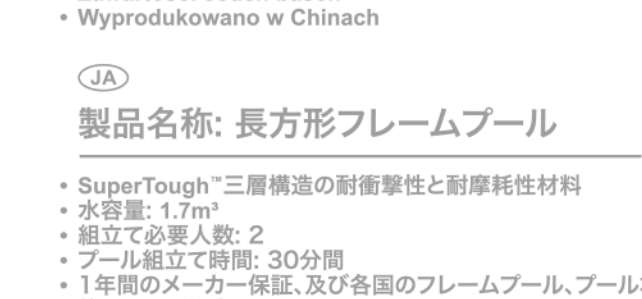 • Wyprodukowano w Chinach
JA
製品名称: 長方形フレームプール
• SuperTough™三層構造の耐衝撃性と耐摩耗性材料
• 水容量: 1.7m³
• 組立て必要人数: 2
• プール組立て時間: 30分間
• 1年間のメーカー保証、及び各国のフレームプール、プール